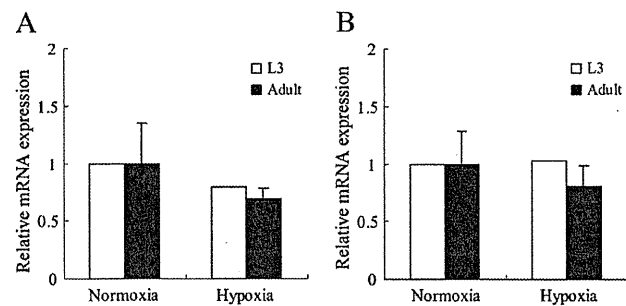 A
Relative mRNA expression
2
1.5
1
0.5
0
L3
Adult
Normoxia
Hypoxia
B
Relative mRNA expression
2
1.5
1
0.5
0
L3
Adult
Normoxia
Hypoxia